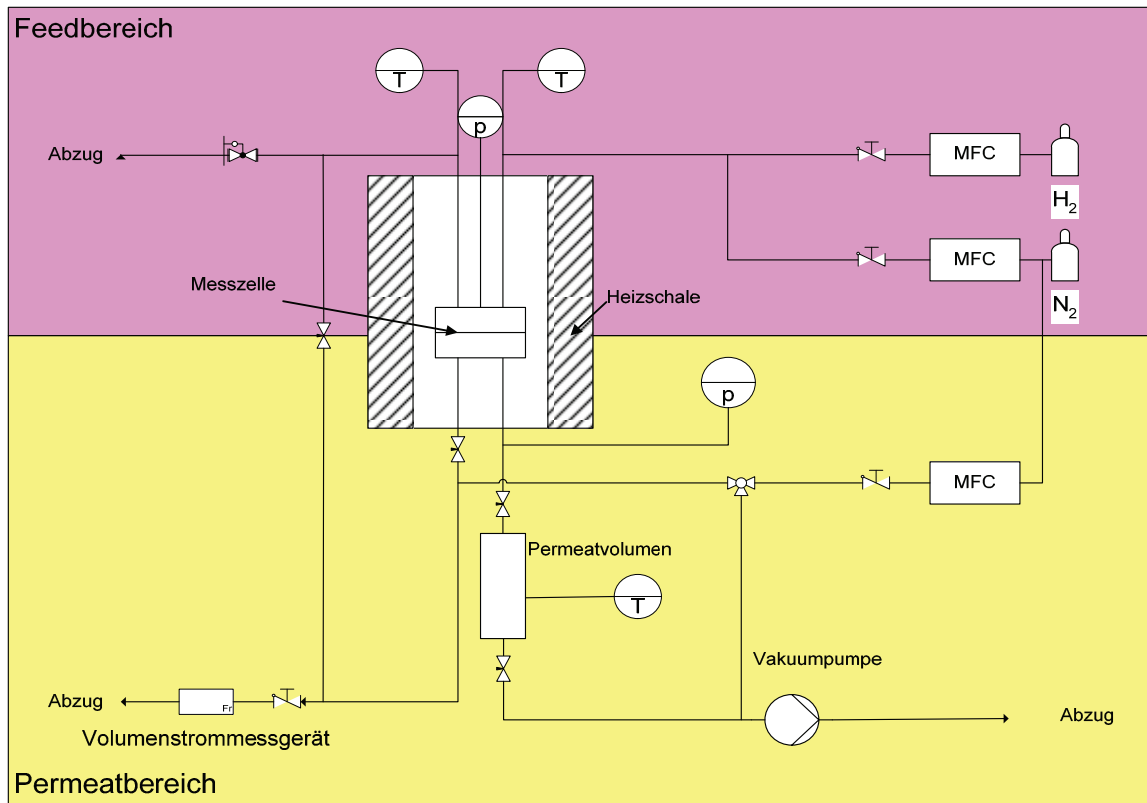 Feedbereich
T
T
p
Abzug
MFC
H2
MFC
N2
Messzelle
Heizschale
p
MFC
Permeatvolumen
T
Vakuumpumpe
Abzug
Fr
Abzug
Volumenstrommessgerät
Permeatbereich